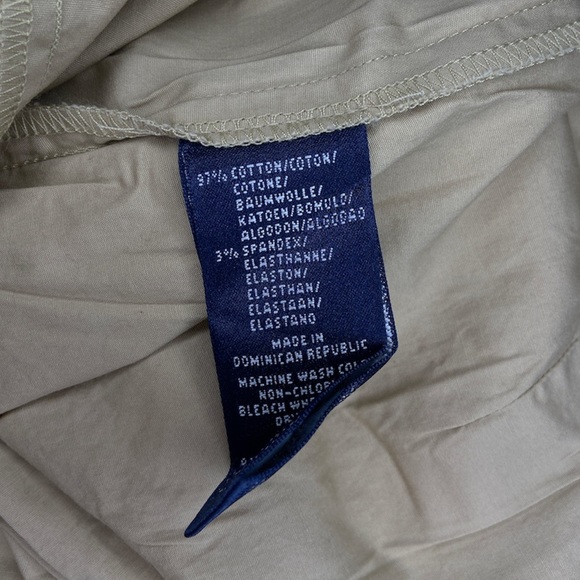 97% COTTON/COTON/
COTONE/
BAUMWOLLE/
KATOEN/BOMULD/
ALGODON/ALGODAO
3% SPANDEX/
ELASTHANNE/
ELASTON/
ELASTHAN/
ELASTAAN/
ELASTANO
MADE IN
DOMINICAN REPUBLIC
MACHINE WASH
NON-CHLOR
BLEACH